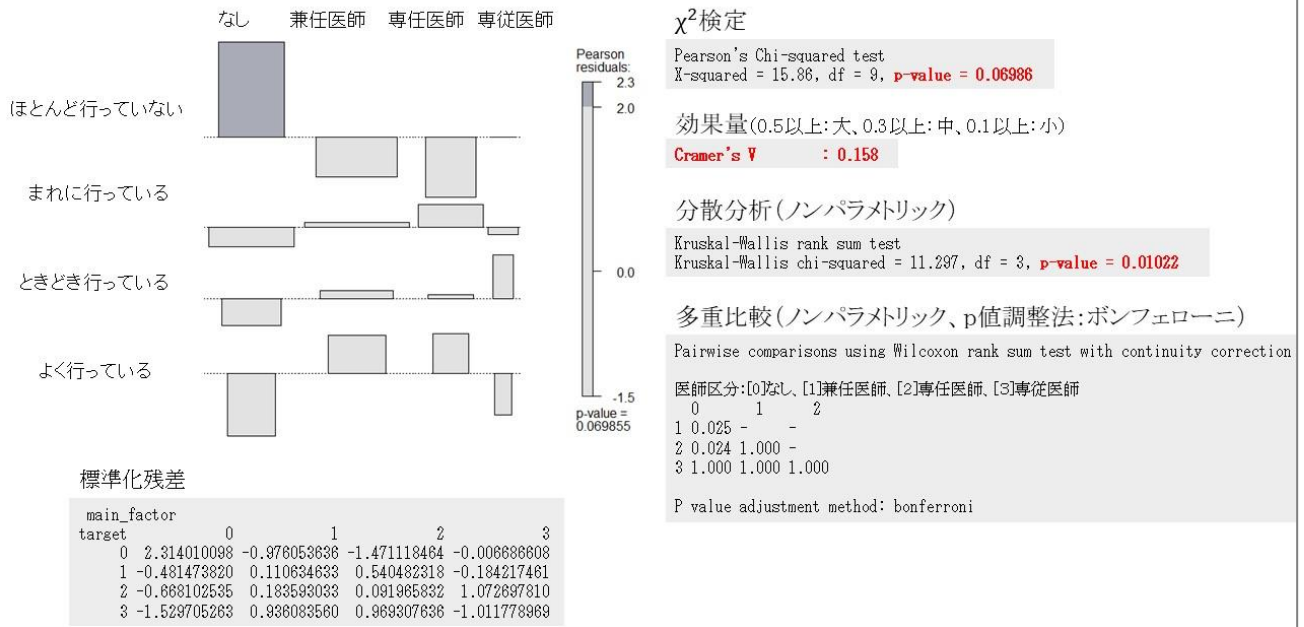 なし 兼任医師 専任医師 専従医師
ほとんど行っていない
まれに行っている
ときどき行っている
よく行っている
Pearson
residuals:
2.3
2.0
0.0
-1.5
p-value =
0.069855
標準化残差
main_factor
target 0 1 2 3
0 2.314010098 -0.976053636 -1.471118464 -0.006686608
1 -0.481473820 0.110634633 0.540482318 -0.184217461
2 -0.668102535 0.183593033 0.091965832 1.072697810
3 -1.529705263 0.936083560 0.969307636 -1.011778969
χ²検定
Pearson's Chi-squared test
X-squared = 15.86, df = 9, p-value = 0.06986
効果量(0.5以上:大、0.3以上:中、0.1以上:小)
Cramer's V : 0.158
分散分析(ノンパラメトリック)
Kruskal-Wallis rank sum test
Kruskal-Wallis chi-squared = 11.297, df = 3, p-value = 0.01022
多重比較(ノンパラメトリック、p値調整法:ボンフェローニ)
Pairwise comparisons using Wilcoxon rank sum test with continuity correction
医師区分:[0]なし、[1]兼任医師、[2]専任医師、[3]専従医師
0 1 2
1 0.025 - -
2 0.024 1.000 -
3 1.000 1.000 1.000
P value adjustment method: bonferroni